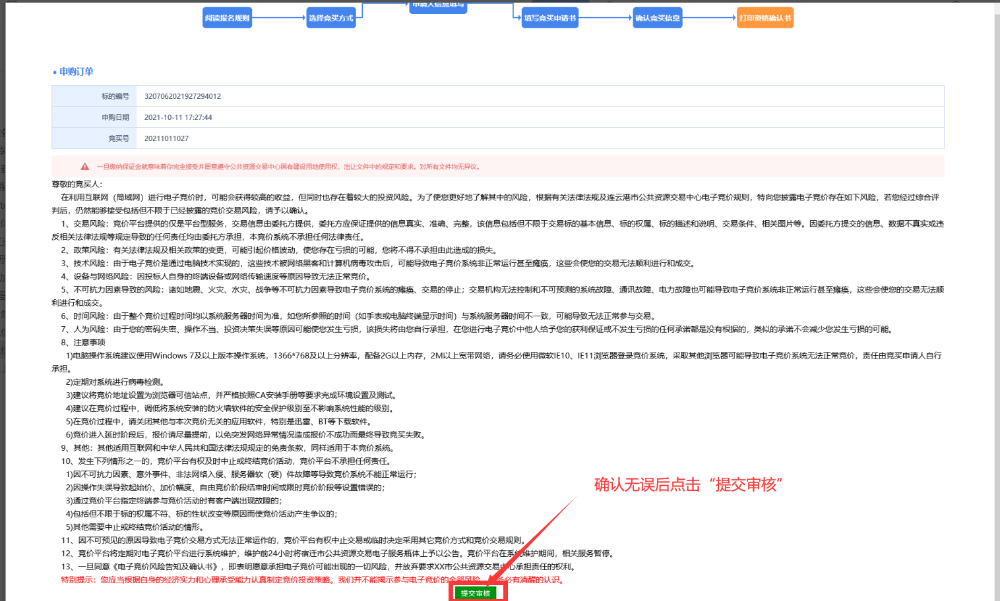 申请人信息填写
阅读报名规则
选择竞买方式
填写竞买申请书
确认竞买信息
打印资格确认书
申购订单
标的编号 3207062021927294012
申购日期 2021-10-11 17:27:44
竞买号 20211011027
一旦缴纳保证金就意味着你完全接受并愿意遵守公共资源交易中心国有建设用地使用权，出让文件中的规定和要求。对所有文件均无异议。
尊敬的竞买人：
在利用互联网（局域网）进行电子竞价时，可能会获得较高的收益，但同时也存在着较大的投资风险。为了使您更好地了解其中的风险，根据有关法律法规及连云港市公共资源交易中心电子竞价规则，特向您披露电子竞价存在如下风险，若您经过综合评
判后，仍然能够接受包括但不限于已经披露的竞价交易风险，请予以确认。
1、交易风险：竞价平台提供的仅是平台型服务，交易信息由委托方提供，委托方应保证提供的信息真实、准确、完整，该信息包括但不限于交易标的基本信息、标的权属、标的描述和说明、交易条件、相关图片等。因委托方提交的信息、数据不真实或违
反相关法律法规等规定导致的任何责任均由委托方承担，本竞价系统不承担任何法律责任。
2、政策风险：有关法律法规及相关政策的变更，可能引起价格波动，使您存在亏损的可能，您将不得不承担由此造成的损失。
3、技术风险：由于电子竞价是通过电脑技术实现的，这些技术被网络黑客和计算机病毒攻击后，可能导致电子竞价系统非正常运行甚至瘫痪，这些会使您的交易无法顺利进行和成交。
4、设备与网络风险：因投标人自身的终端设备或网络传输速度等原因导致无法正常竞价。
5、不可抗力因素导致的风险：诸如地震、火灾、水灾、战争等不可抗力因素导致电子竞价系统的瘫痪、交易的停止；交易机构无法控制和不可预测的系统故障、通讯故障、电力故障也可能导致电子竞价系统非正常运行甚至瘫痪，这些会使您的交易无法顺
利进行和成交。
6、时间风险：由于整个竞价过程时间均以系统服务器时间为准，如您所参照的时间（如手表或电脑终端显示时间）与系统服务器时间不一致，可能导致无法正常参与交易。
7、人为风险：由于您的密码失密、操作不当、投资决策失误等原因可能使您发生亏损，该损失将由您自行承担，在您进行电子竞价中他人给予您的获利保证或不发生亏损的任何承诺都是没有根据的，类似的承诺不会减少您发生亏损的可能。
8、注意事项
1)电脑操作系统建议使用Windows 7及以上版本操作系统，1366*768及以上分辨率，配备2G以上内存，2M以上宽带网络，请务必使用微软IE10、IE11浏览器登录竞价系统，采取其他浏览器可能导致电子竞价系统无法正常竞价，责任由竞买申请人自行
承担。
2)定期对系统进行病毒检测。
3)建议将竞价地址设置为浏览器可信站点，并严格按照CA安装手册等要求完成环境设置及测试。
4)建议在竞价过程中，调低将系统安装的防火墙软件的安全保护级别至不影响系统性能的级别。
5)在竞价过程中，请关闭其他与本次竞价无关的应用软件，特别是迅雷、BT等下载软件。
6)竞价进入延时阶段后，报价请尽量提前，以免突发网络异常情况造成报价不成功而最终导致竞买失败。
9、其他：其他适用互联网和中华人民共和国法律法规规定的免责条款，同样适用于本竞价系统。
10、发生下列情形之一的，竞价平台有权及时中止或终结竞价活动，竞价平台不承担任何责任。
1)因不可抗力因素、意外事件、非法网络入侵、服务器软（硬）件故障等导致竞价系统不能正常运行；
2)因操作失误导致起始价、加价幅度、自由竞价阶段结束时间或限时竞价阶段等设置错误的；
3)通过竞价平台指定终端参与竞价活动时有客户端出现故障的；
4)包括但不限于标的权属不符、标的性状改变等原因而使竞价活动产生争议的；
5)其他需要中止或终结竞价活动的情形。
确认无误后点击“提交审核”
11、因不可预见的原因导致电子竞价交易方式无法正常运作的，竞价平台有权中止交易或临时决定采用其它竞价方式和竞价交易规则。
12、竞价平台将定期对电子竞价平台进行系统维护，维护前24小时将宿迁市公共资源交易电子服务瓶体上予以公告。竞价平台在系统维护期间，相关服务暂停。
13、一旦同意《电子竞价风险告知及确认书》，即表明愿意承担电子竞价可能出现的一切风险，并放弃要求XX市公共资源交易中心承担责任的权利。
特别提示：您应当根据自身的经济实力和心理承受能力认真制定竞价投资策略。我们并不能揭示参与电子竞价的全部风险 务必有清醒的认识。
提交审核